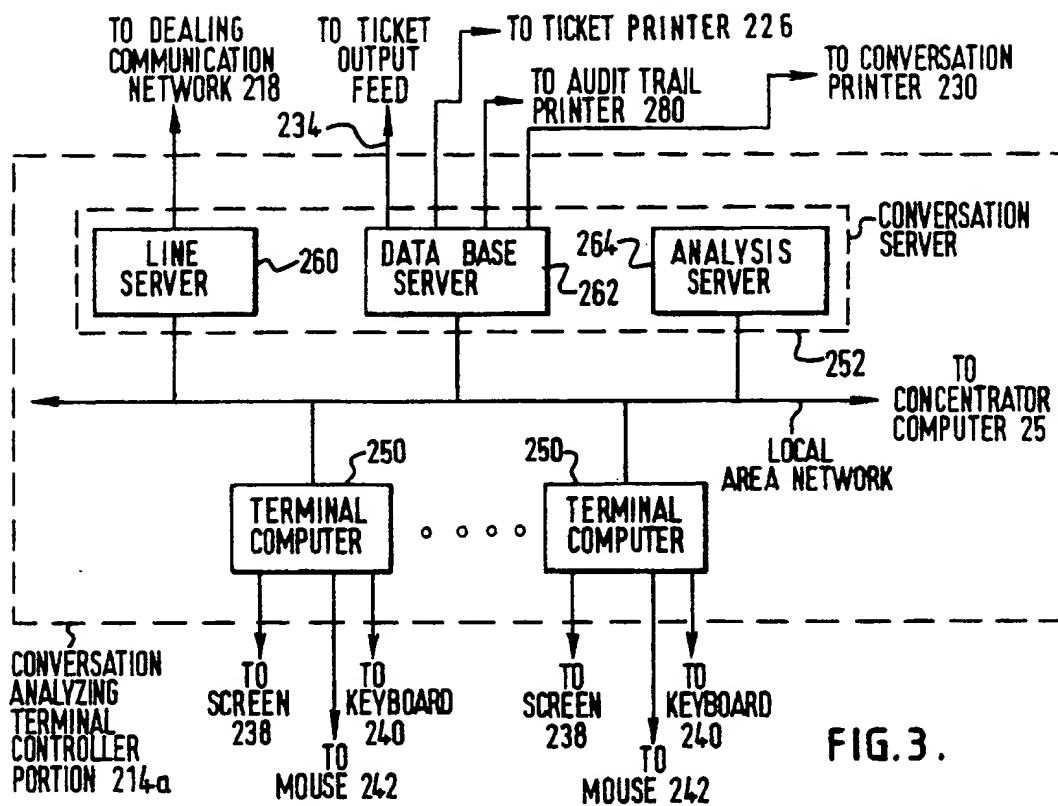 TO DEALING
COMMUNICATION
NETWORK 218
TO TICKET
OUTPUT
FEED
TO TICKET PRINTER 226
TO AUDIT TRAIL
PRINTER 280
TO CONVERSATION
PRINTER 230
234
CONVERSATION
SERVER
LINE
SERVER
260
DATA BASE
SERVER
262
264
ANALYSIS
SERVER
252
TO
CONCENTRATOR
COMPUTER 25
LOCAL
AREA NETWORK
250
TERMINAL
COMPUTER
250
TERMINAL
COMPUTER
CONVERSATION
ANALYZING
TERMINAL
CONTROLLER
PORTION 214a
TO
SCREEN
238
TO
MOUSE 242
TO
KEYBOARD
240
TO
SCREEN
238
TO
MOUSE 242
TO
KEYBOARD
240
FIG.3.